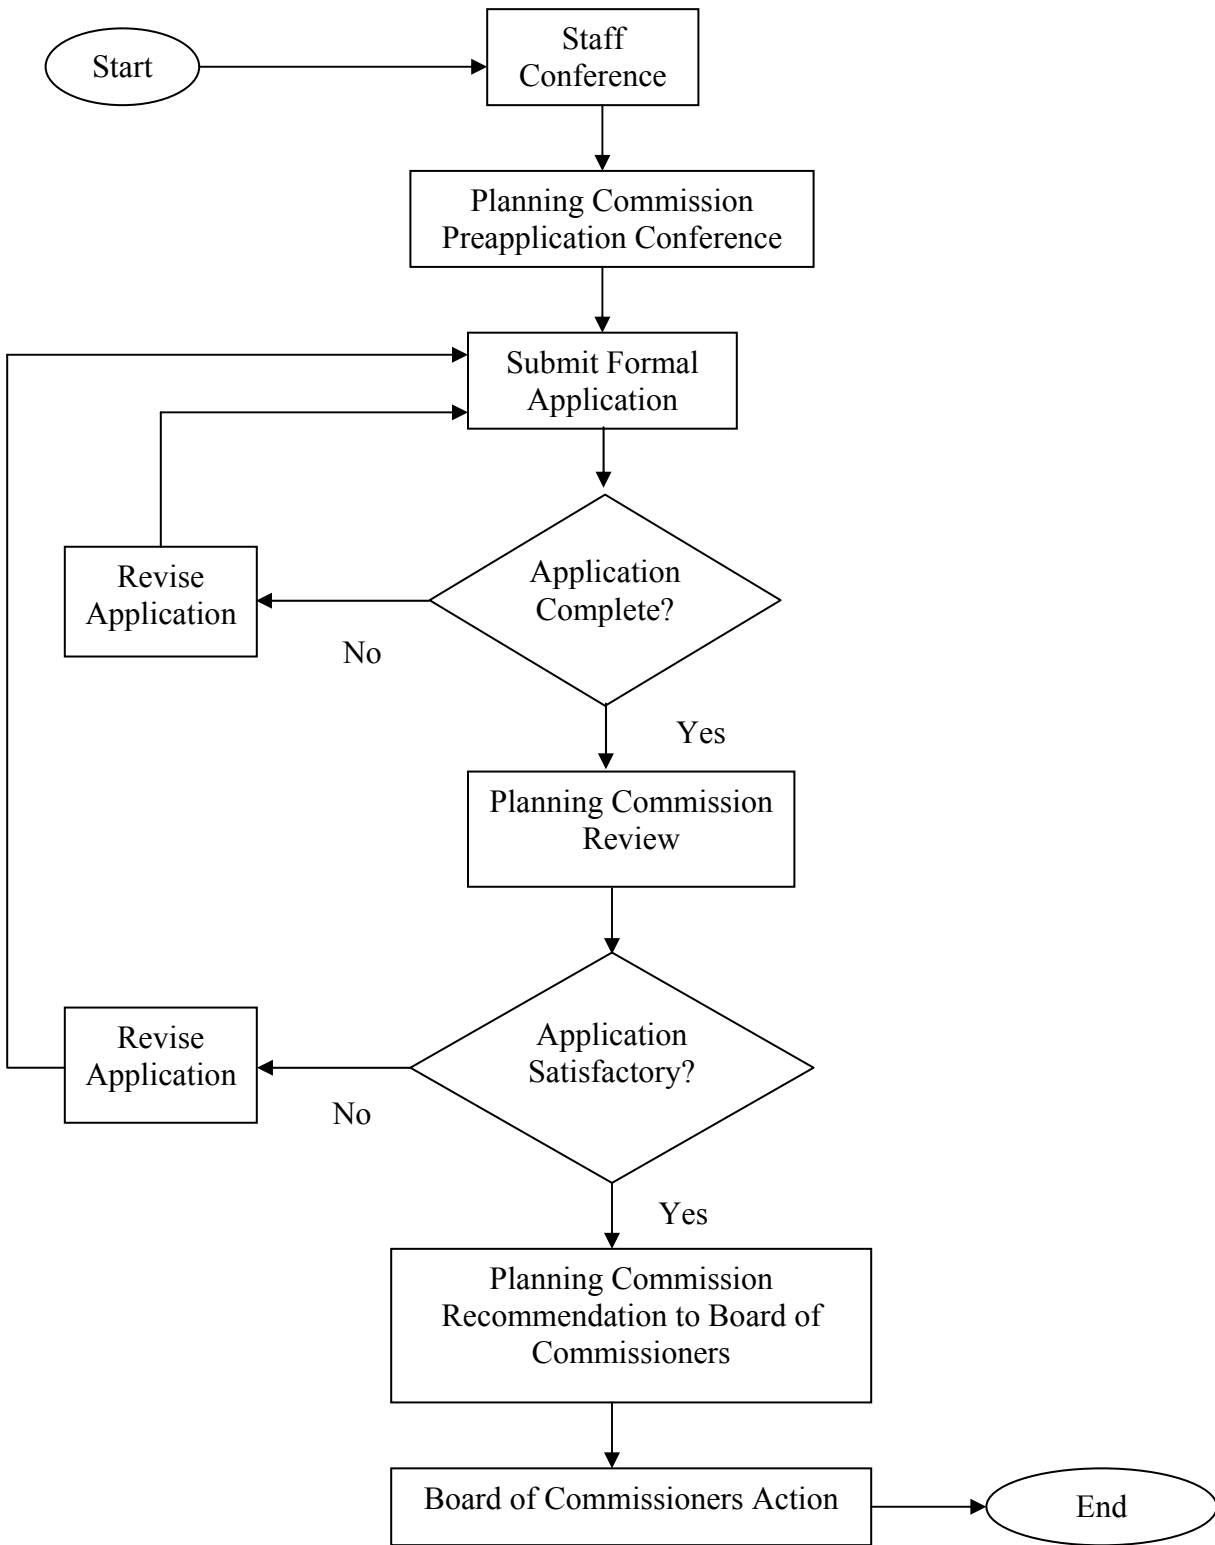 Start
Staff
Conference
Planning Commission
Preapplication Conference
Submit Formal
Application
Application
Complete?
Revise
Application
No
Yes
Planning Commission
Review
Application
Satisfactory?
Revise
Application
No
Yes
Planning Commission
Recommendation to Board of
Commissioners
Board of Commissioners Action
End